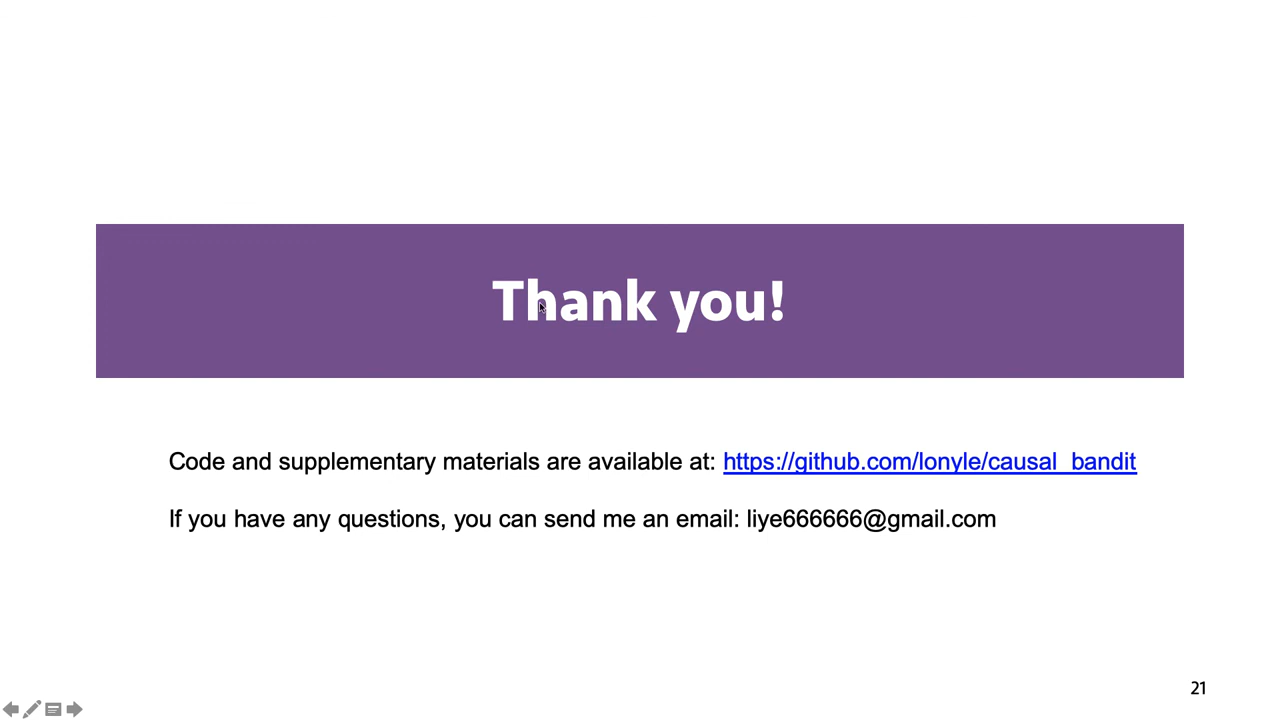 Thank you!
Code and supplementary materials are available at: https://github.com/lonyle/causal_bandit
If you have any questions, you can send me an email: liye666666@gmail.com
21